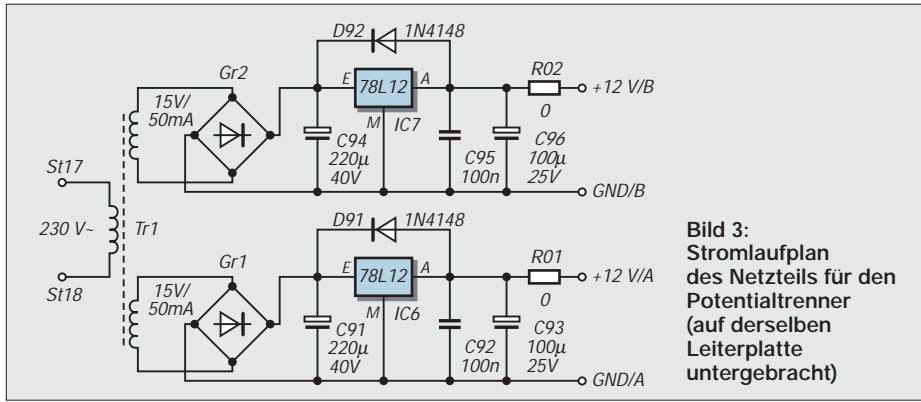 D92
1N4148
Gr2
15V/
50mA
E
78L12
A
M
IC7
R02
0
+12 V/B
C94
220µ
40V
C95
100n
C96
100µ
25V
GND/B
St17
230 V~
Tr1
St18
D91
1N4148
Gr1
15V/
50mA
E
78L12
A
M
IC6
R01
0
+12 V/A
C91
220µ
40V
C92
100n
C93
100µ
25V
GND/A
Bild 3:
Stromlaufplan
des Netzteils für den
Potentialtrenner
(auf derselben
Leiterplatte
untergebracht)